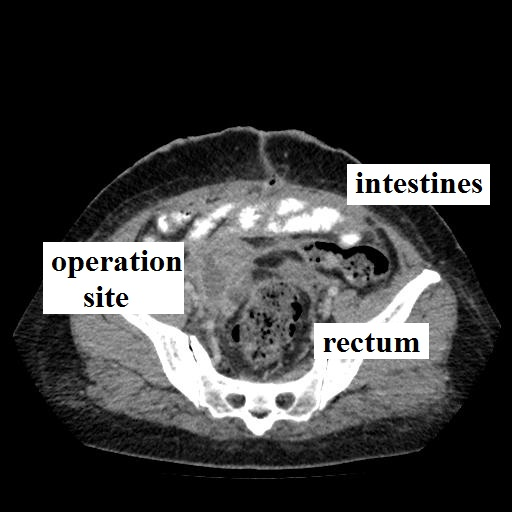 intestines
operation
site
rectum